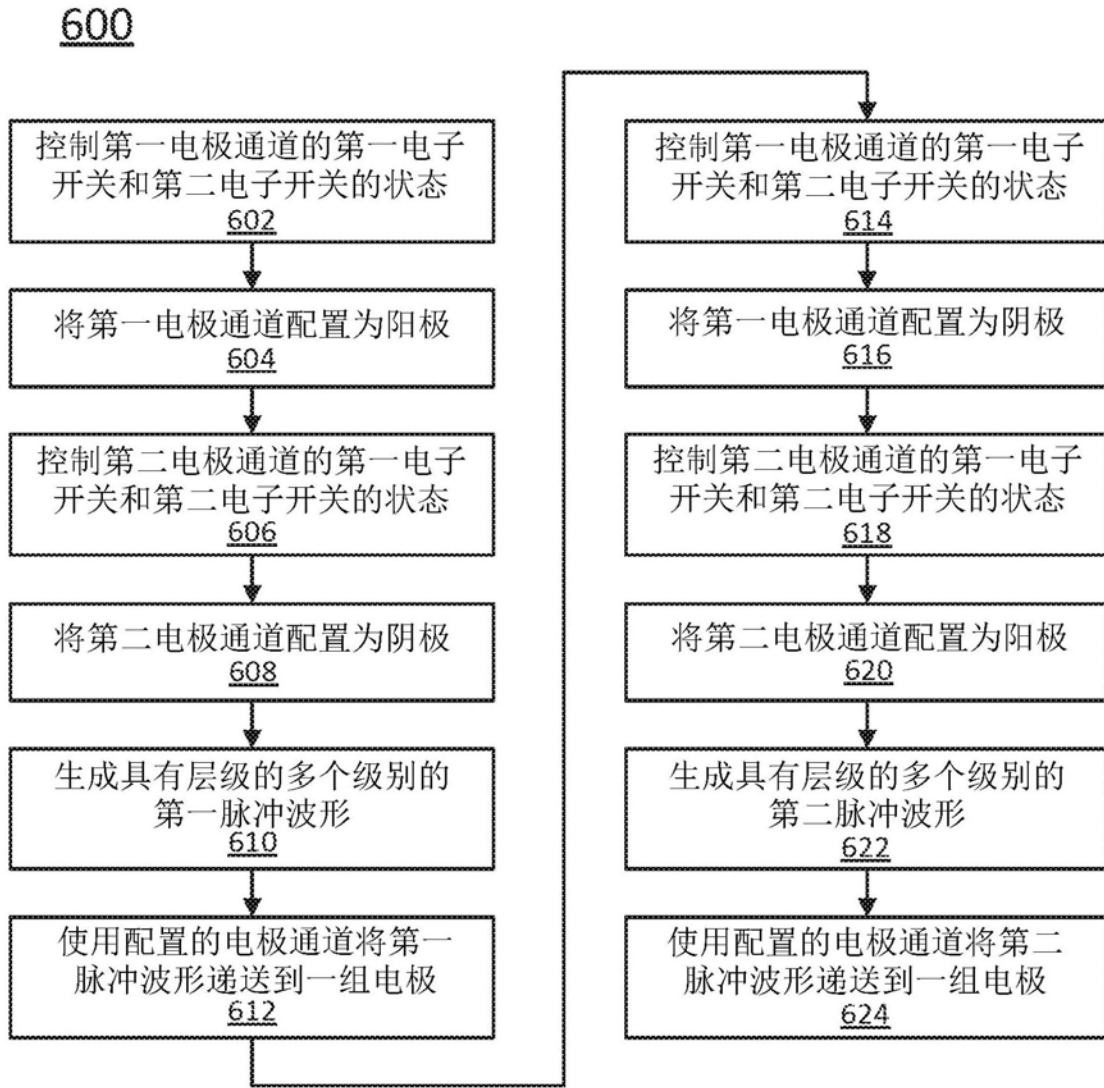 600
控制第一电极通道的第一电子
开关和第二电子开关的状态
602
将第一电极通道配置为阳极
604
控制第二电极通道的第一电子
开关和第二电子开关的状态
606
将第二电极通道配置为阴极
608
生成具有层级的多个级别的
第一脉冲波形
610
使用配置的电极通道将第一
脉冲波形递送到一组电极
612
控制第一电极通道的第一电子
开关和第二电子开关的状态
614
将第一电极通道配置为阴极
616
控制第二电极通道的第一电子
开关和第二电子开关的状态
618
将第二电极通道配置为阳极
620
生成具有层级的多个级别的
第二脉冲波形
622
使用配置的电极通道将第二
脉冲波形递送到一组电极
624